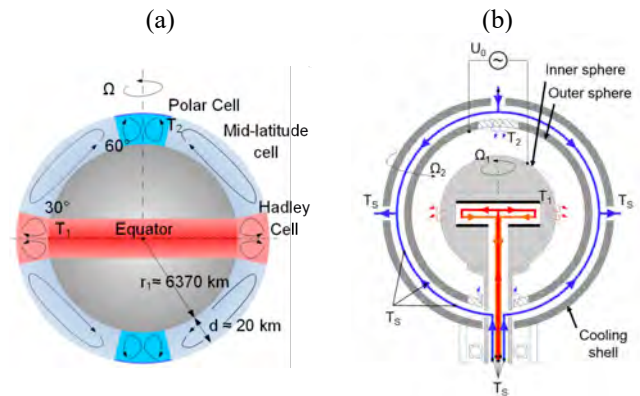 (a)
Ω
Polar Cell
T2
60°
Mid-latitude
cell
30°
T1
Equator
Hadley
Cell
r1≈ 6370 km
d ≈ 20 km
(b)
U0
~
Inner sphere
Outer sphere
T2
Ω1
Ω2
T1
TS
TS
TS
Cooling
shell
TS